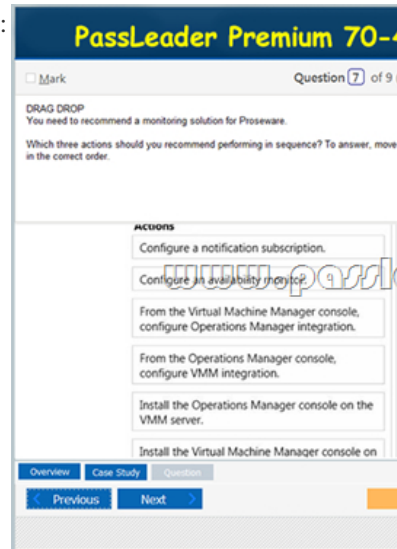 :
PassLeader Premium 70-4
Mark
Question 7 of 9
DRAG DROP
You need to recommend a monitoring solution for Proseware.
Which three actions should you recommend performing in sequence? To answer, move
in the correct order.
Actions
Configure a notification subscription.
Configure an availability monitor.
www.passl
From the Virtual Machine Manager console,
configure Operations Manager integration.
From the Operations Manager console,
configure VMM integration.
Install the Operations Manager console on the
VMM server.
Install the Virtual Machine Manager console on
Overview Case Study Question
Previous Next